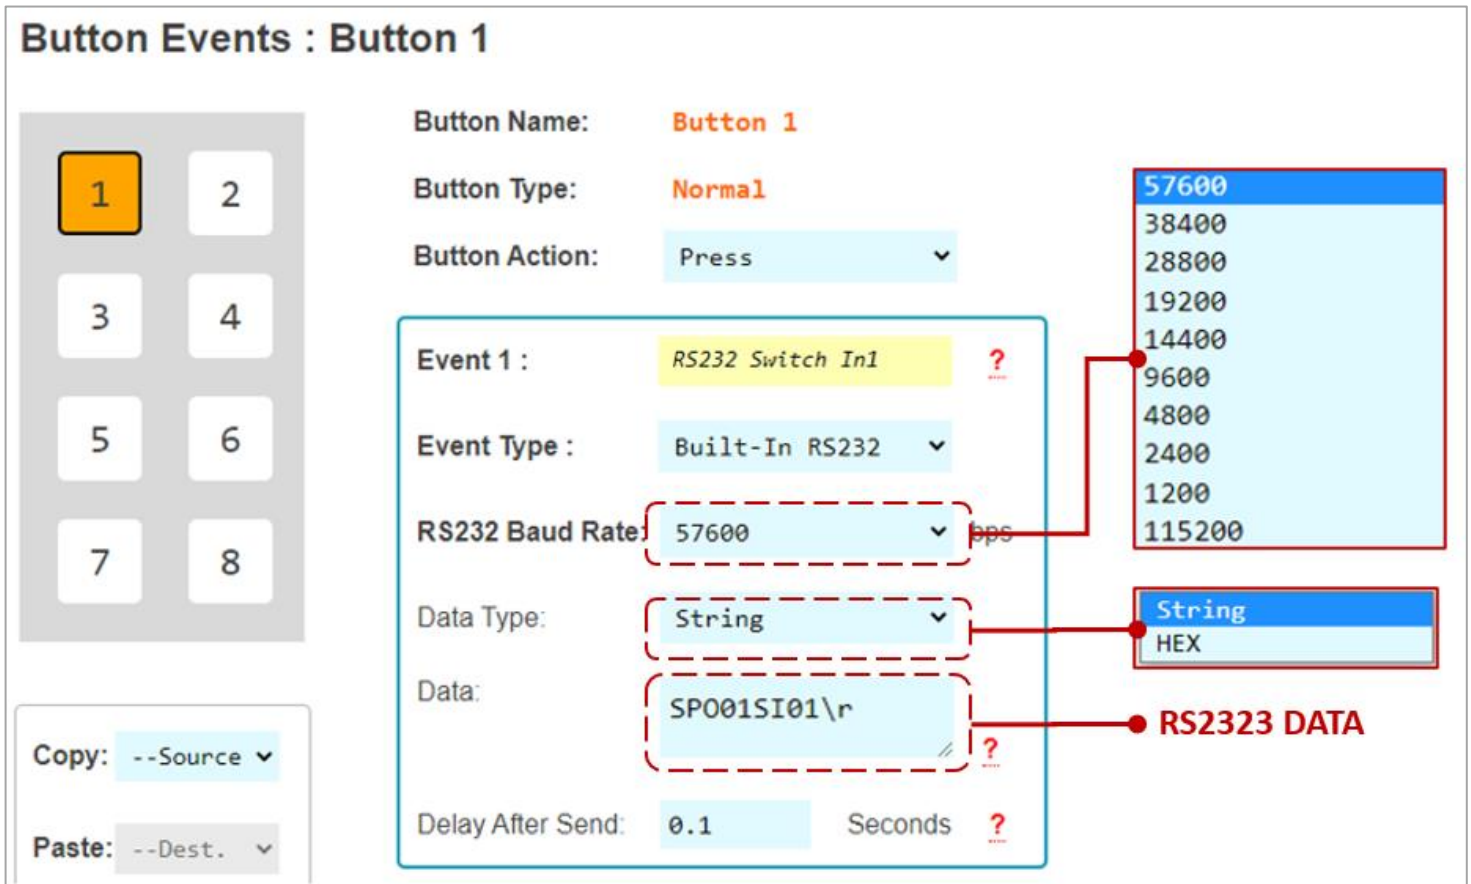 Button Events : Button 1
1 2
3 4
5 6
7 8
Copy: --Source
Paste: --Dest.
Button Name: Button 1
Button Type: Normal
Button Action: Press
Event 1 : RS232 Switch In1 ?
Event Type : Built-In RS232
RS232 Baud Rate: 57600 bps
Data Type: String
Data: SPO01SI01\r ?
Delay After Send: 0.1 Seconds ?
57600
38400
28800
19200
14400
9600
4800
2400
1200
115200
String
HEX
RS2323 DATA